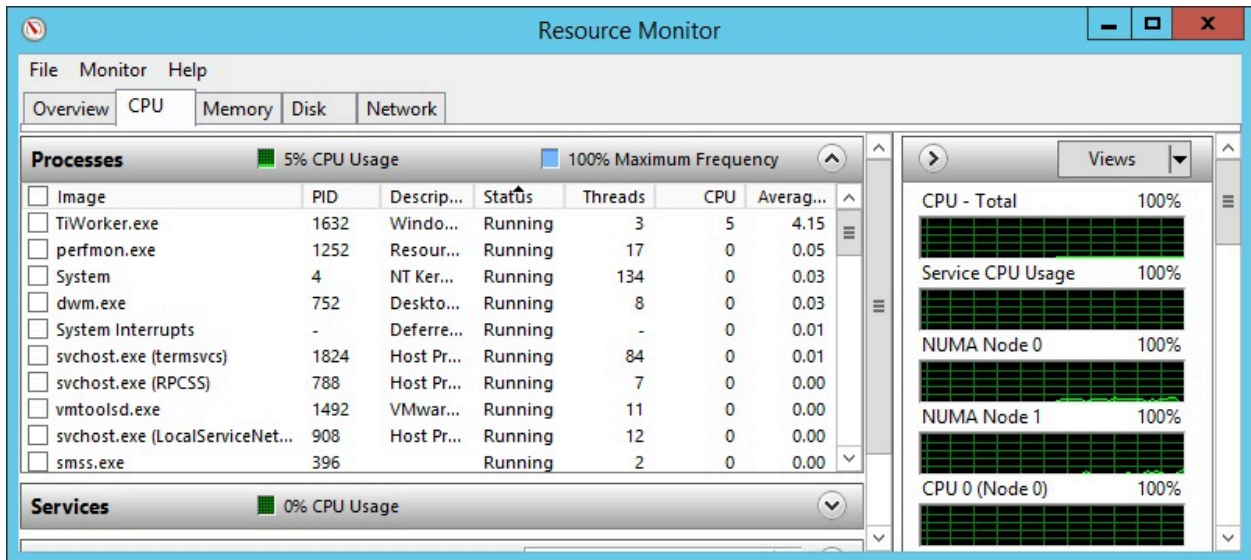 Resource Monitor
File Monitor Help
Overview CPU Memory Disk Network
Processes 5% CPU Usage 100% Maximum Frequency
Image PID Descrip... Status Threads CPU Averag...
TiWorker.exe 1632 Windo... Running 3 5 4.15
perfmon.exe 1252 Resour... Running 17 0 0.05
System 4 NT Ker... Running 134 0 0.03
dwm.exe 752 Deskto... Running 8 0 0.03
System Interrupts - Deferre... Running - 0 0.01
svchost.exe (termsvcs) 1824 Host Pr... Running 84 0 0.01
svchost.exe (RPCSS) 788 Host Pr... Running 7 0 0.00
vmtoolsd.exe 1492 VMwar... Running 11 0 0.00
svchost.exe (LocalServiceNet... 908 Host Pr... Running 12 0 0.00
smss.exe 396 Running 2 0 0.00
Services 0% CPU Usage
Views
CPU - Total 100%
Service CPU Usage 100%
NUMA Node 0 100%
NUMA Node 1 100%
CPU 0 (Node 0) 100%